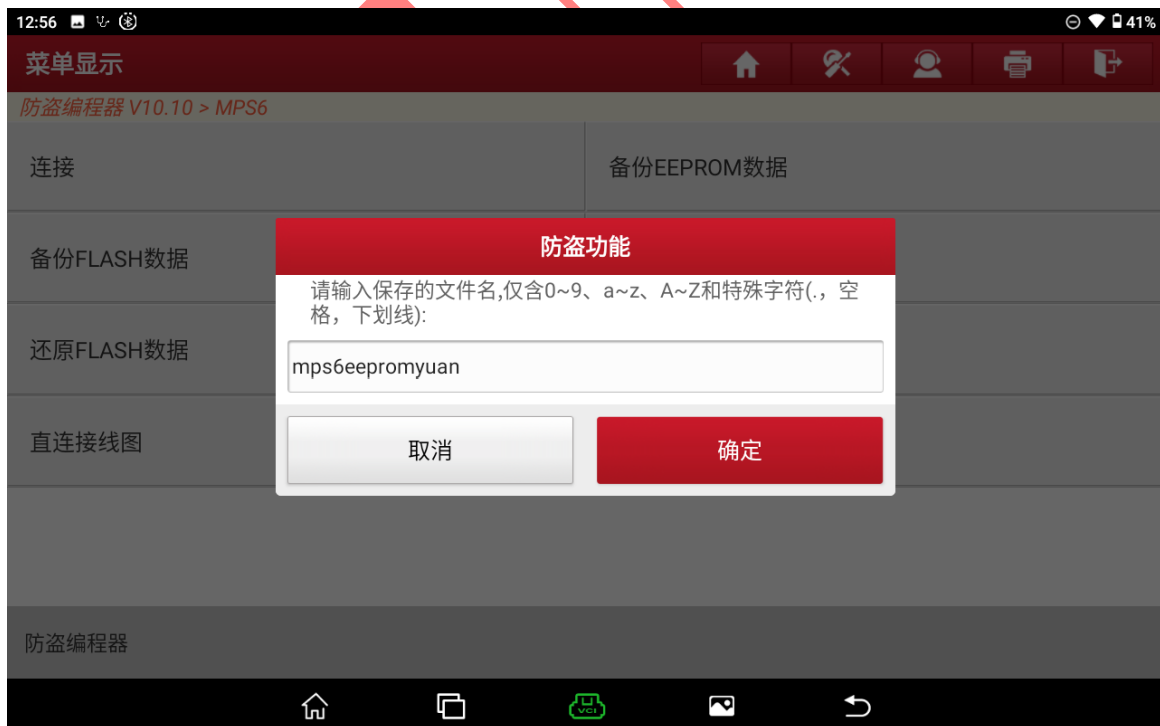 12:56
41%
菜单显示
防盗编程器 V10.10 > MPS6
连接
备份EEPROM数据
备份FLASH数据
还原FLASH数据
直连接线图
防盗功能
请输入保存的文件名,仅含0~9、a~z、A~Z和特殊字符(.，空
格，下划线):
mps6eepromyuan
取消
确定
防盗编程器
VCI